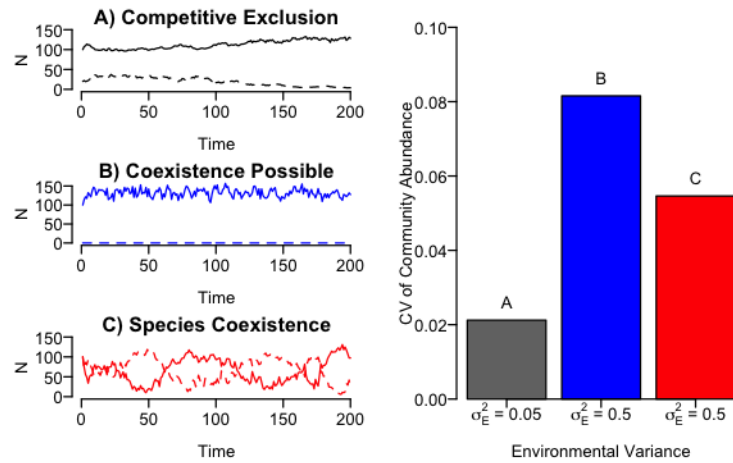 A) Competitive Exclusion
150
100
50
0
N
0 50 100 150 200
Time
B) Coexistence Possible
150
100
50
0
N
0 50 100 150 200
Time
C) Species Coexistence
150
100
50
0
N
0 50 100 150 200
Time
0.10
0.08
0.06
0.04
0.02
0.00
CV of Community Abundance
A
B
C
σ²E = 0.05 σ²E = 0.5 σ²E = 0.5
Environmental Variance